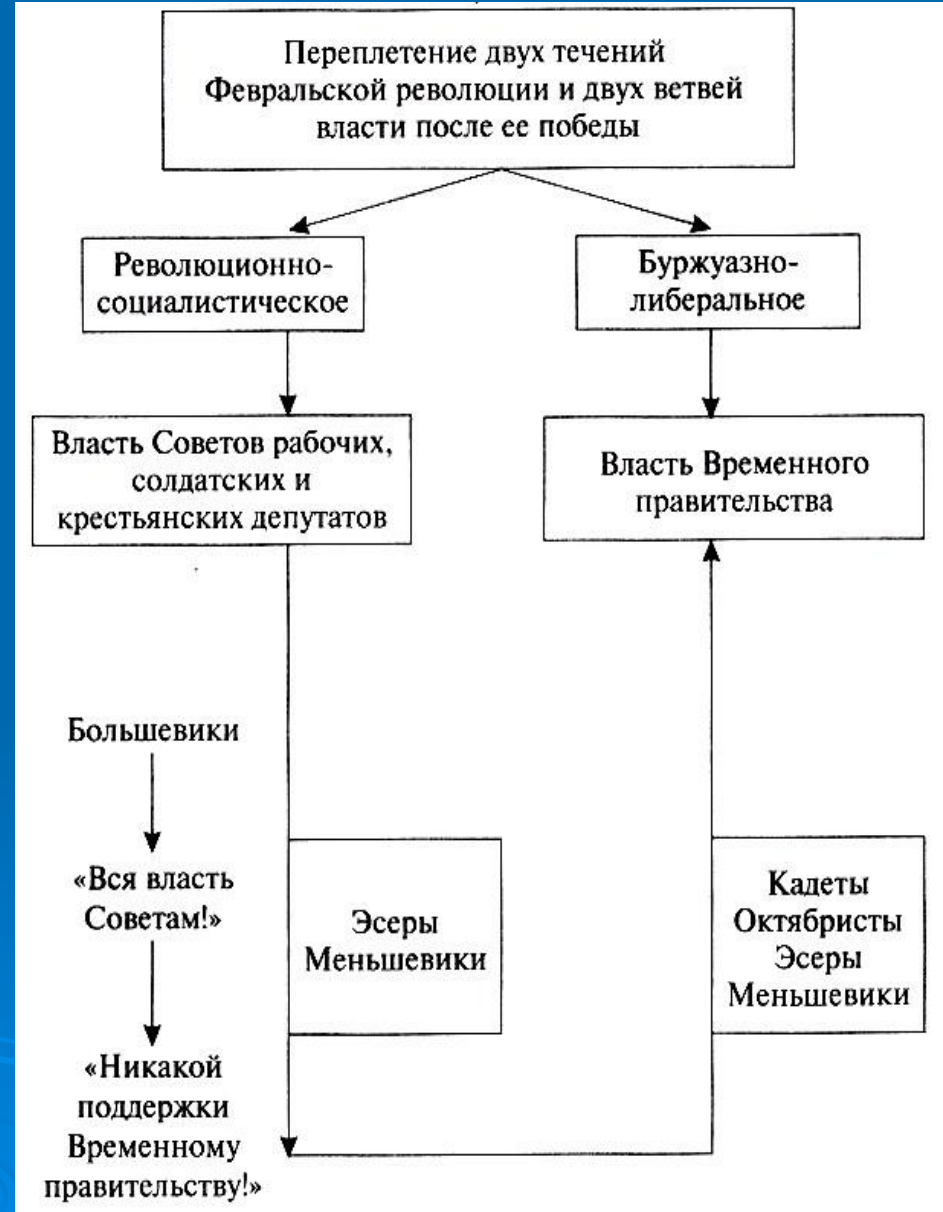 Переплетение двух течений
Февральской революции и двух ветвей
власти после ее победы
Революционно-
социалистическое
Буржуазно-
либеральное
Власть Советов рабочих,
солдатских и
крестьянских депутатов
Власть Временного
правительства
Большевики
«Вся власть
Советам!»
«Никакой
поддержки
Временному
правительству!»
Эсеры
Меньшевики
Кадеты
Октябристы
Эсеры
Меньшевики